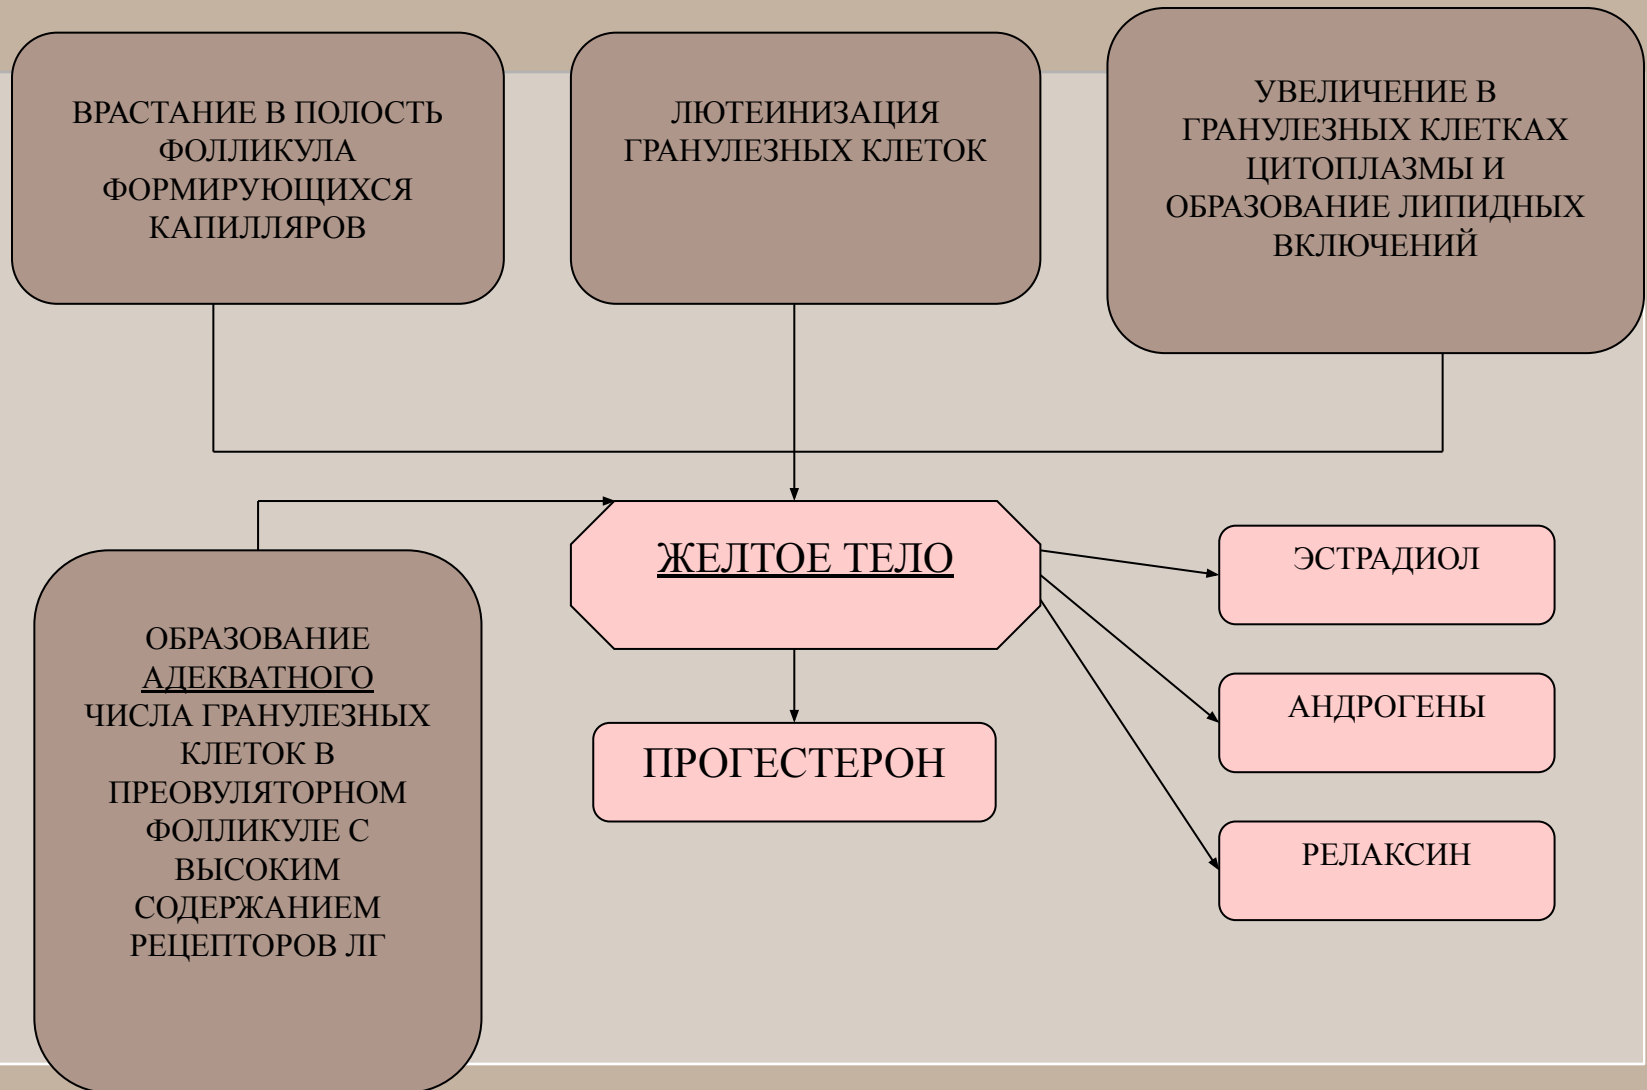 ВРАСТАНИЕ В ПОЛОСТЬ
ФОЛЛИКУЛА
ФОРМИРУЮЩИХСЯ
КАПИЛЛЯРОВ
ЛЮТЕИНИЗАЦИЯ
ГРАНУЛЕЗНЫХ КЛЕТОК
УВЕЛИЧЕНИЕ В
ГРАНУЛЕЗНЫХ КЛЕТКАХ
ЦИТОПЛАЗМЫ И
ОБРАЗОВАНИЕ ЛИПИДНЫХ
ВКЛЮЧЕНИЙ
ОБРАЗОВАНИЕ
АДЕКВАТНОГО
ЧИСЛА ГРАНУЛЕЗНЫХ
КЛЕТОК В
ПРЕОВУЛЯТОРНОМ
ФОЛЛИКУЛЕ С
ВЫСОКИМ
СОДЕРЖАНИЕМ
РЕЦЕПТОРОВ ЛГ
ЖЕЛТОЕ ТЕЛО
ПРОГЕСТЕРОН
ЭСТРАДИОЛ
АНДРОГЕНЫ
РЕЛАКСИН